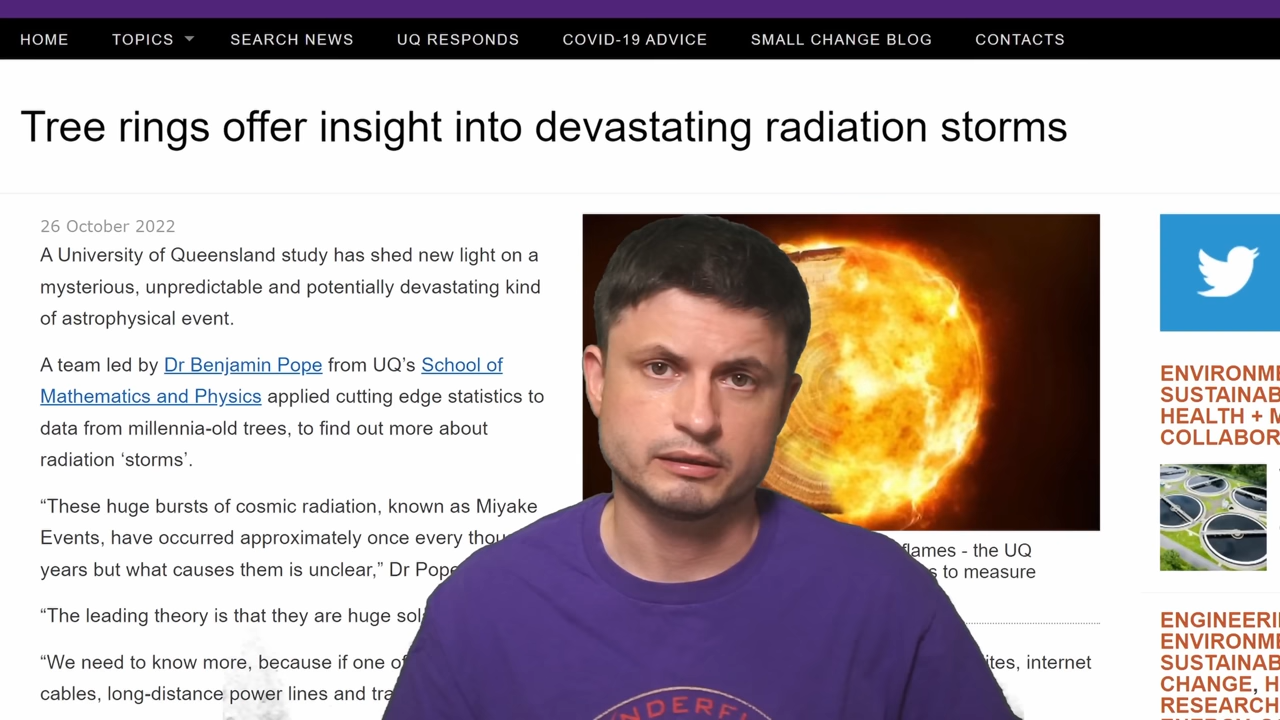 HOME TOPICS SEARCH NEWS UQ RESPONDS COVID-19 ADVICE SMALL CHANGE BLOG CONTACTS
Tree rings offer insight into devastating radiation storms
26 October 2022
A University of Queensland study has shed new light on a
mysterious, unpredictable and potentially devastating kind
of astrophysical event.
A team led by Dr Benjamin Pope from UQ’s School of
Mathematics and Physics applied cutting edge statistics to
data from millennia-old trees, to find out more about
radiation ‘storms’.
“These huge bursts of cosmic radiation, known as Miyake
Events, have occurred approximately once every thou
years but what causes them is unclear,” Dr Pope
“The leading theory is that they are huge sol
“We need to know more, because if one of
cables, long-distance power lines and tra
flames - the UQ
s to measure
ites, internet
ENVIRONME
SUSTAINAB
HEALTH + M
COLLABOR
ENGINEERI
ENVIRONME
SUSTAINAB
CHANGE, H
RESEARCH
NDERFU